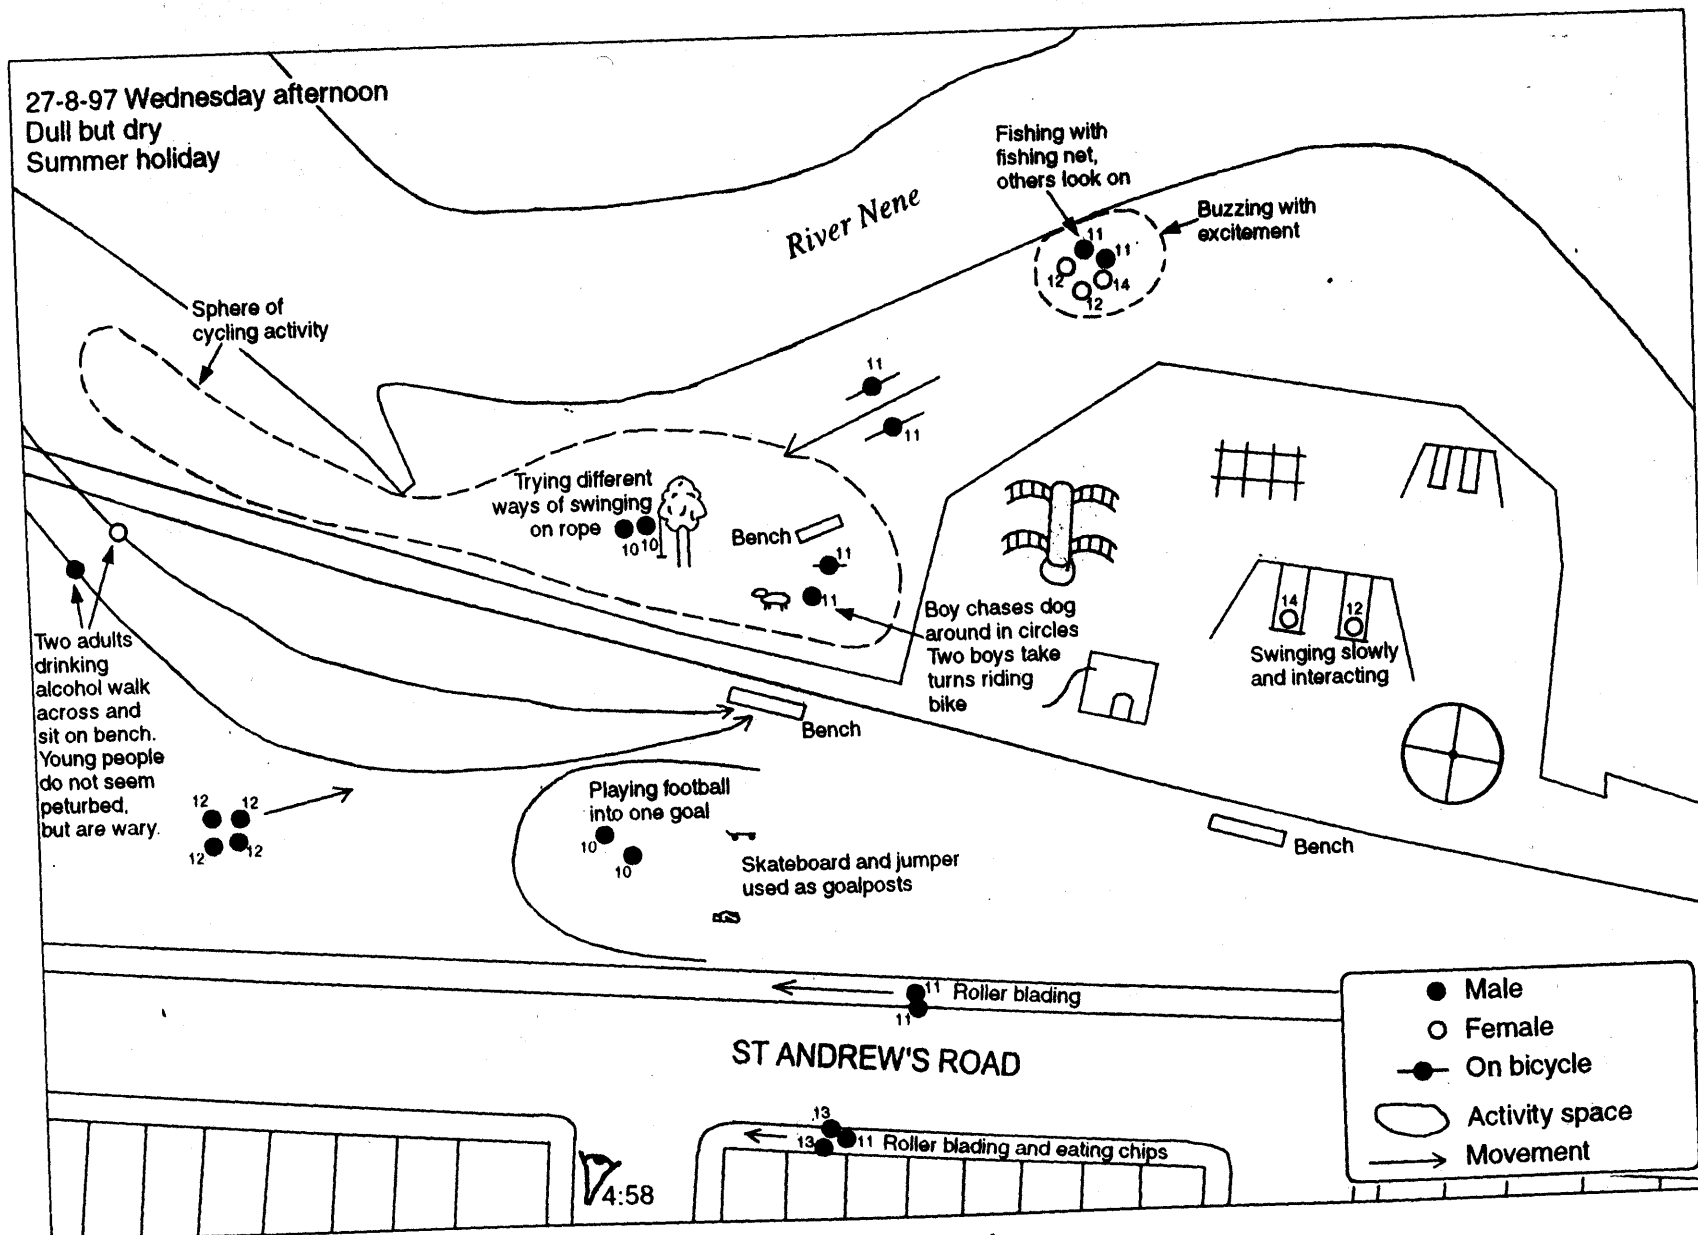 27-8-97 Wednesday afternoon
Dull but dry
Summer holiday
River Nene
Fishing with
fishing net,
others look on
Buzzing with
excitement
11
11
12
14
12
Sphere of
cycling activity
11
11
Trying different
ways of swinging
on rope
10 10
Bench
11
11
Boy chases dog
around in circles
Two boys take
turns riding
bike
14
12
Swinging slowly
and interacting
Two adults
drinking
alcohol walk
across and
sit on bench.
Young people
do not seem
peturbed,
but are wary.
Bench
12 12
12 12
Playing football
into one goal
10
10
Skateboard and jumper
used as goalposts
Bench
11 Roller blading
11
ST ANDREW'S ROAD
13
13 11 Roller blading and eating chips
4:58
Male
Female
On bicycle
Activity space
Movement